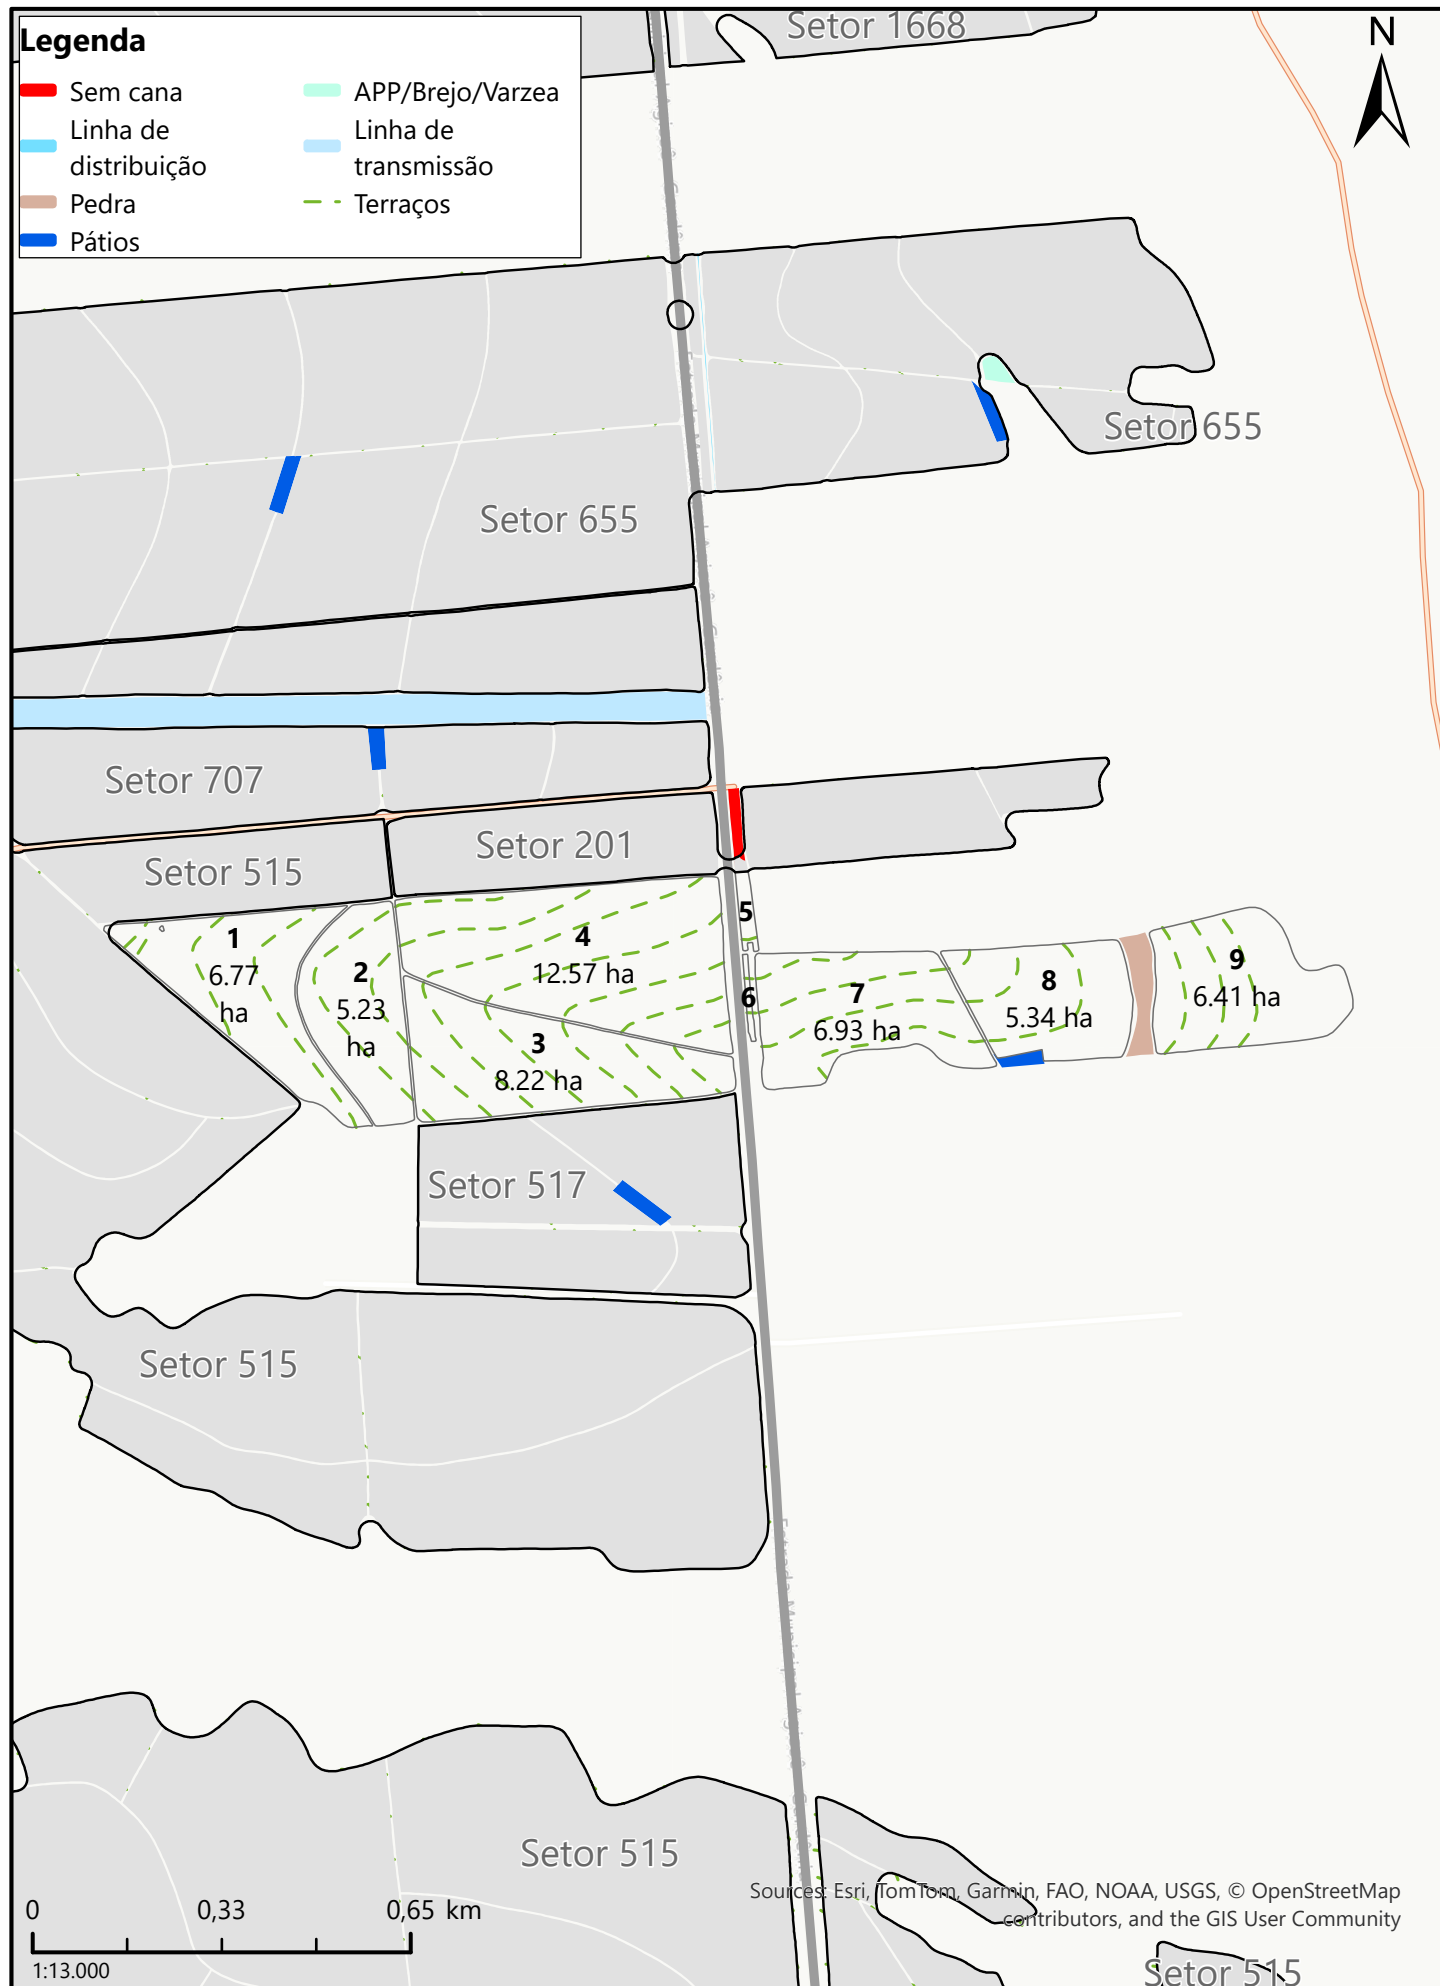 Legenda
Sem cana
APP/Brejo/Varzea
Linha de
distribuição
Linha de
transmissão
Pedra
Terraços
Pátios
N
Setor 1668
Setor 655
Setor 655
Setor 707
Setor 201
Setor 515
1
6.77
ha
2
5.23
ha
3
8.22 ha
4
12.57 ha
5
6
7
6.93 ha
8
5.34 ha
9
6.41 ha
Setor 517
Setor 515
Setor 515
Setor 515
Sources: Esri, TomTom, Garmin, FAO, NOAA, USGS, © OpenStreetMap
contributors, and the GIS User Community
0 0,33 0,65 km
1:13.000